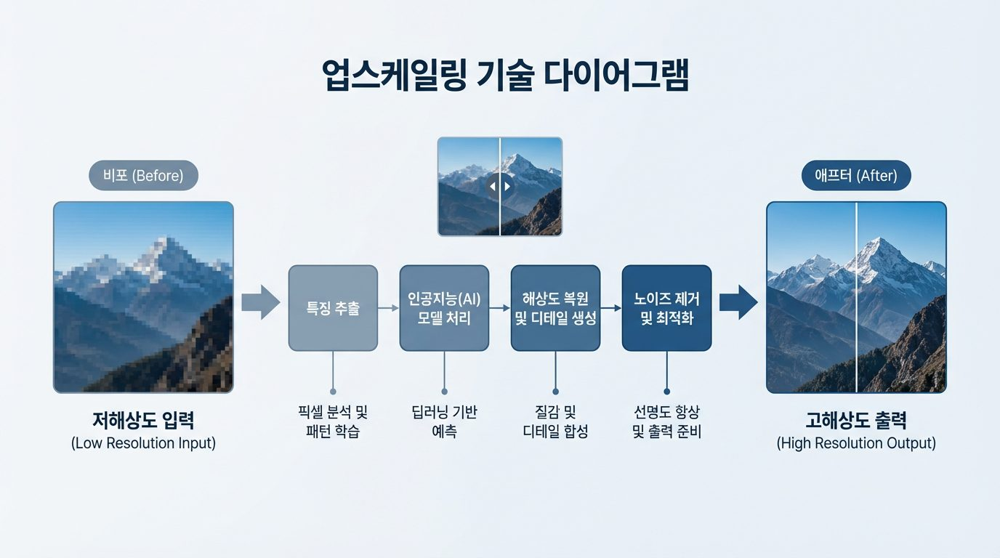 업스케일링 기술 다이어그램
비포 (Before)
저해상도 입력
(Low Resolution Input)
특징 추출
픽셀 분석 및
패턴 학습
인공지능(AI)
모델 처리
딥러닝 기반
예측
해상도 복원
및 디테일 생성
질감 및
디테일 합성
노이즈 제거
및 최적화
선명도 항상
및 출력 준비
애프터 (After)
고해상도 출력
(High Resolution Output)